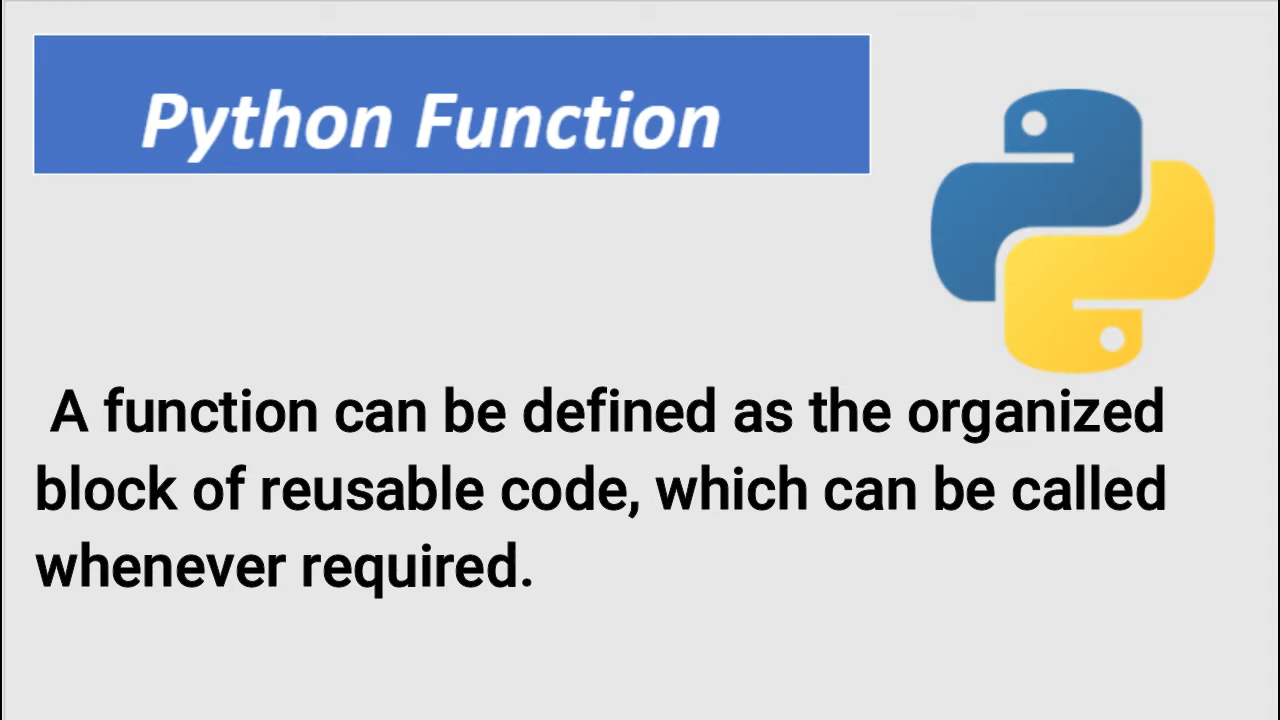 Python Function
A function can be defined as the organized
block of reusable code, which can be called
whenever required.